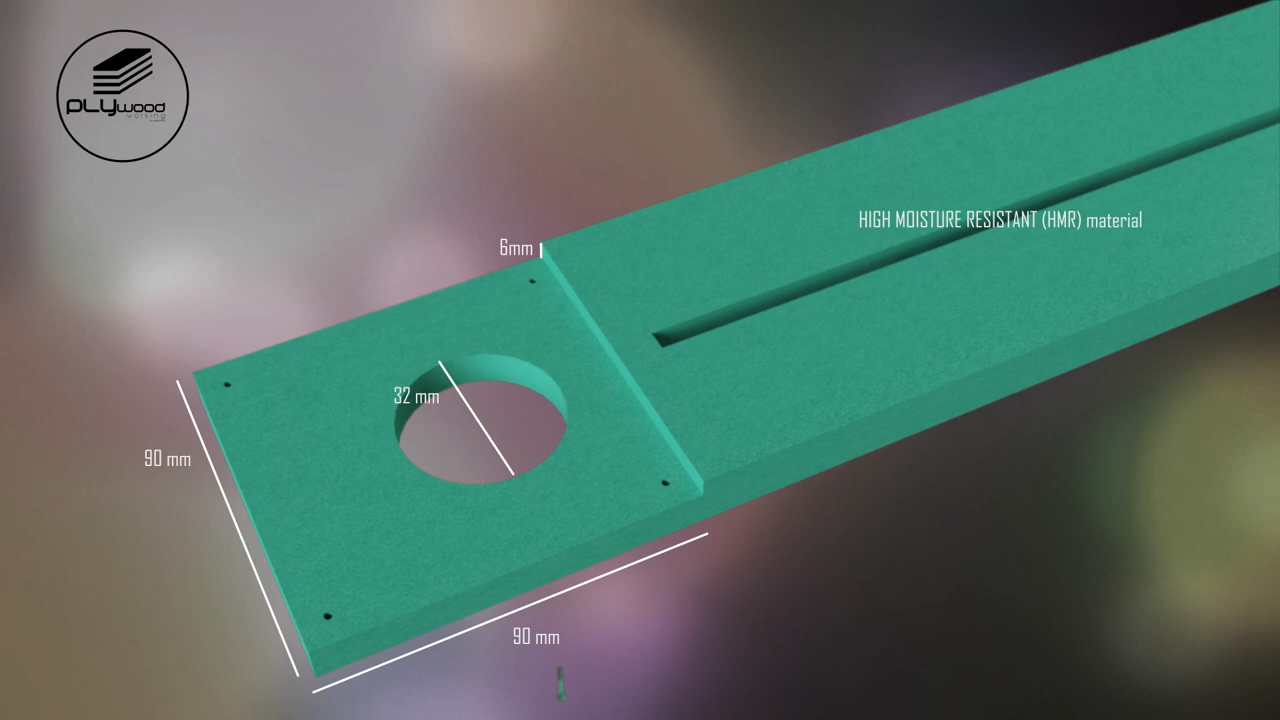 PLYwood
working
6mm
HIGH MOISTURE RESISTANT (HMR) material
32 mm
90 mm
90 mm